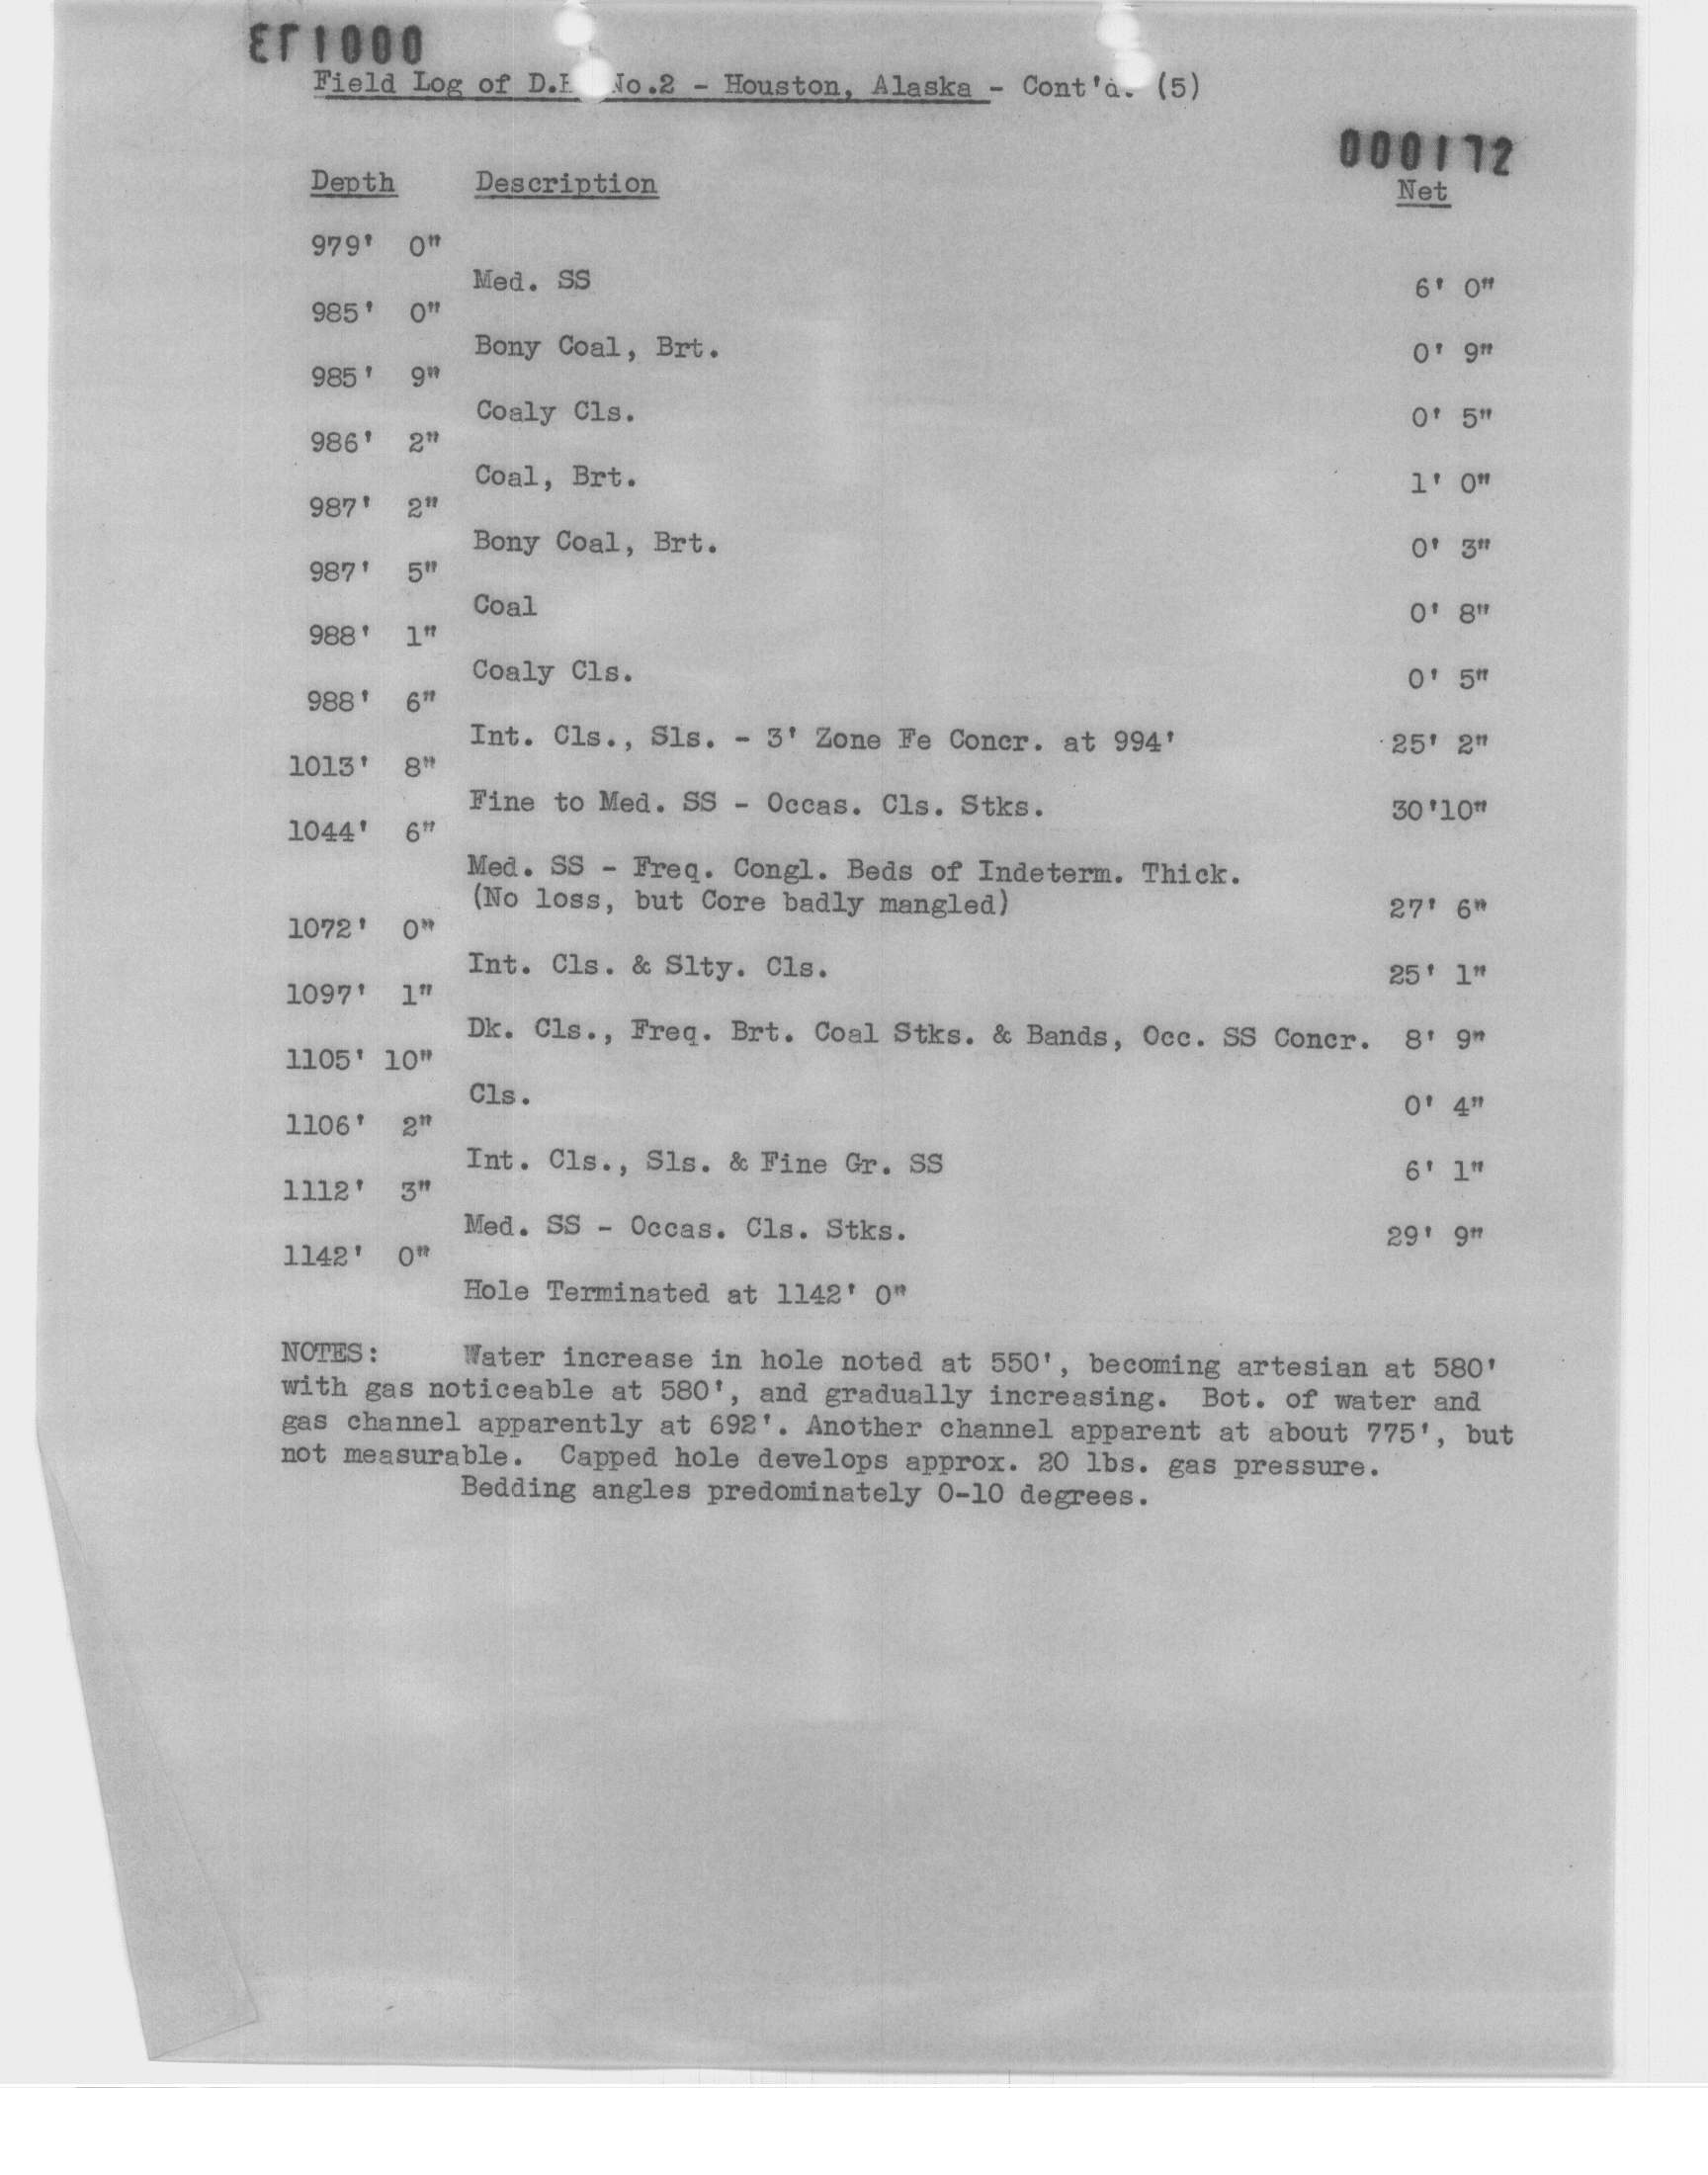 Field Log of D. No.2 - Houston, Alaska - Cont'd. (5)
000172
Depth Description Net
979' 0"
Med. SS 6' 0"
985' 0"
Bony Coal, Brt. 0' 9"
985' 9"
Coaly Cls. 0' 5"
986' 2"
Coal, Brt. 1' 0"
987' 2"
Bony Coal, Brt. 0' 3"
987' 5"
Coal 0' 8"
988' 1"
Coaly Cls. 0' 5"
988' 6"
Int. Cls., Sls. - 3' Zone Fe Concr. at 994' 25' 2"
1013' 8"
Fine to Med. SS - Occas. Cls. Stks. 30'10"
1044' 6"
Med. SS - Freq. Congl. Beds of Indeterm. Thick.
(No loss, but Core badly mangled) 27' 6"
1072' 0"
Int. Cls. & Slty. Cls. 25' 1"
1097' 1"
Dk. Cls., Freq. Brt. Coal Stks. & Bands, Occ. SS Concr. 8' 9"
1105' 10"
Cls. 0' 4"
1106' 2"
Int. Cls., Sls. & Fine Gr. SS 6' 1"
1112' 3"
Med. SS - Occas. Cls. Stks. 29' 9"
1142' 0"
Hole Terminated at 1142' 0"
NOTES: Water increase in hole noted at 550', becoming artesian at 580'
with gas noticeable at 580', and gradually increasing. Bot. of water and
gas channel apparently at 692'. Another channel apparent at about 775', but
not measurable. Capped hole develops approx. 20 lbs. gas pressure.
Bedding angles predominately 0-10 degrees.